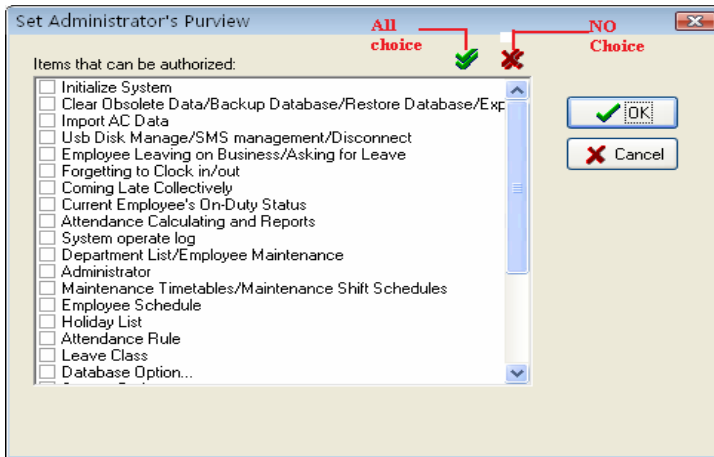 Set Administrator's Purview
All
choice
NO
Choice
Items that can be authorized:
Initialize System
Clear Obsolete Data/Backup Database/Restore Database/Exp
Import AC Data
Usb Disk Manage/SMS management/Disconnect
Employee Leaving on Business/Asking for Leave
Forgetting to Clock in/out
Coming Late Collectively
Current Employee's On-Duty Status
Attendance Calculating and Reports
System operate log
Department List/Employee Maintenance
Administrator
Maintenance Timetables/Maintenance Shift Schedules
Employee Schedule
Holiday List
Attendance Rule
Leave Class
Database Option...
OK
Cancel